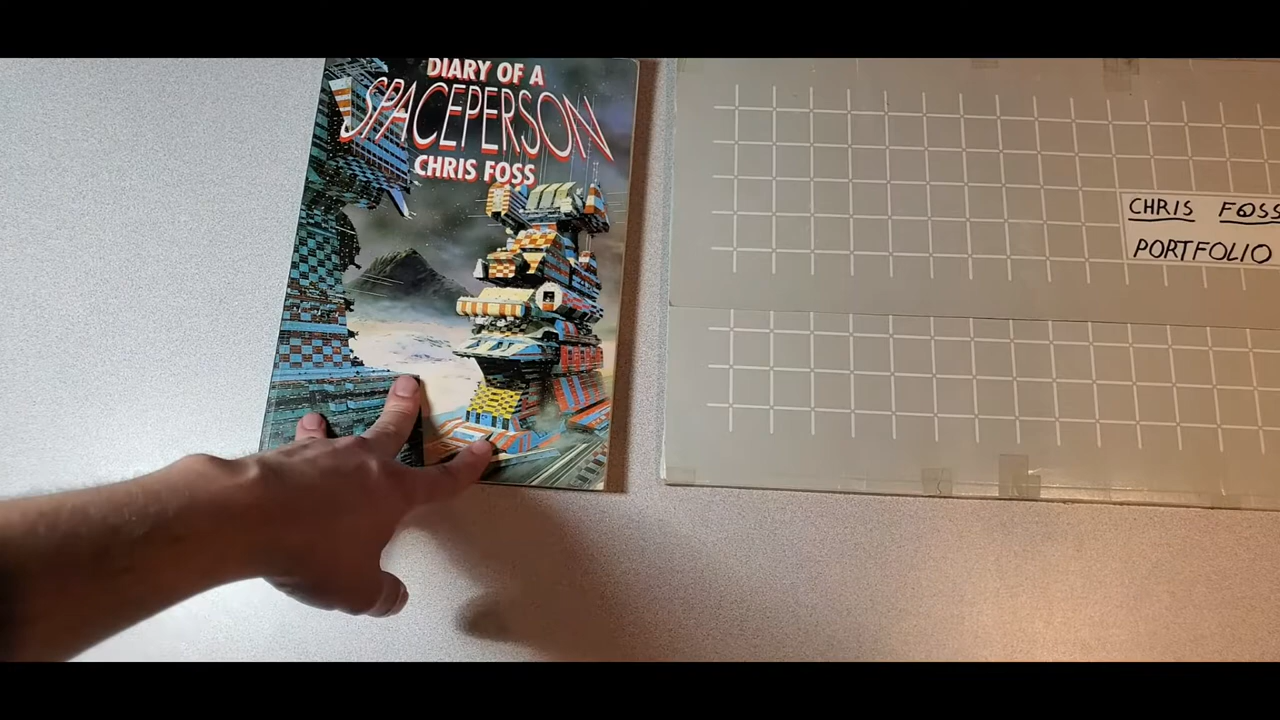 DIARY OF A
SPACEPERSON
CHRIS FOSS
CHRIS FOSS
PORTFOLIO